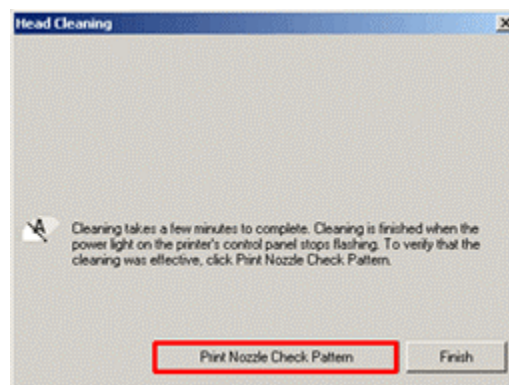 Head Cleaning
Cleaning takes a few minutes to complete. Cleaning is finished when the
power light on the printer's control panel stops flashing. To verify that the
cleaning was effective, click Print Nozzle Check Pattern.
Print Nozzle Check Pattern Finish